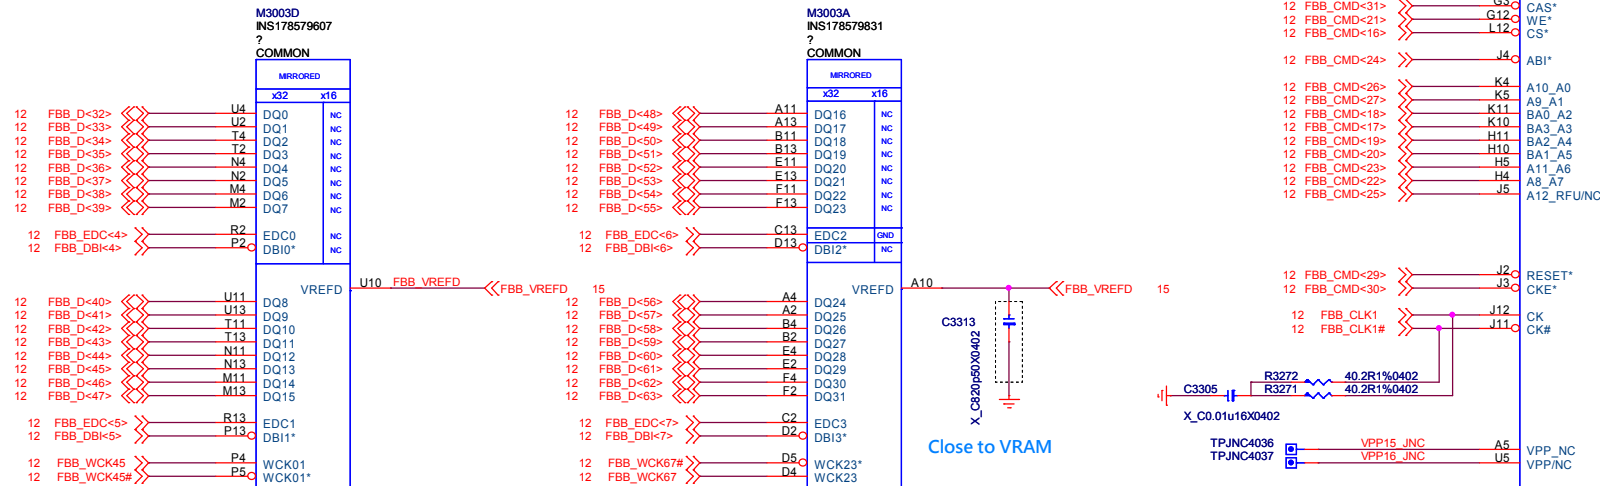 M3003D
INS178579607
?
COMMON
MIRRORED
x32 x16
12 FBB_D<32> U4 DQ0 NC
12 FBB_D<33> U2 DQ1 NC
12 FBB_D<34> T4 DQ2 NC
12 FBB_D<35> T2 DQ3 NC
12 FBB_D<36> N4 DQ4 NC
12 FBB_D<37> N2 DQ5 NC
12 FBB_D<38> M4 DQ6 NC
12 FBB_D<39> M2 DQ7 NC
12 FBB_EDC<4> R2 EDC0 NC
12 FBB_DBI<4> P2 DBI0* NC
VREFD U10 FBB_VREFD FBB_VREFD 15
12 FBB_D<40> U11 DQ8
12 FBB_D<41> U13 DQ9
12 FBB_D<42> T11 DQ10
12 FBB_D<43> T13 DQ11
12 FBB_D<44> N11 DQ12
12 FBB_D<45> N13 DQ13
12 FBB_D<46> M11 DQ14
12 FBB_D<47> M13 DQ15
12 FBB_EDC<5> R13 EDC1
12 FBB_DBI<5> P13 DBI1*
12 FBB_WCK45 P4 WCK01
12 FBB_WCK45# P5 WCK01*
M3003A
INS178579831
?
COMMON
MIRRORED
x32 x16
12 FBB_D<48> A11 DQ16 NC
12 FBB_D<49> A13 DQ17 NC
12 FBB_D<50> B11 DQ18 NC
12 FBB_D<51> B13 DQ19 NC
12 FBB_D<52> E11 DQ20 NC
12 FBB_D<53> E13 DQ21 NC
12 FBB_D<54> F11 DQ22 NC
12 FBB_D<55> F13 DQ23 NC
12 FBB_EDC<6> C13 EDC2 GND
12 FBB_DBI<6> D13 DBI2* NC
VREFD A10 FBB_VREFD 15
12 FBB_D<56> A4 DQ24
12 FBB_D<57> A2 DQ25
12 FBB_D<58> B4 DQ26
12 FBB_D<59> B2 DQ27
12 FBB_D<60> E4 DQ28
12 FBB_D<61> E2 DQ29
12 FBB_D<62> F4 DQ30
12 FBB_D<63> F2 DQ31
12 FBB_EDC<7> C2 EDC3
12 FBB_DBI<7> D2 DBI3*
12 FBB_WCK67# D5 WCK23*
12 FBB_WCK67 D4 WCK23
C3313
X_C820p50X0402
Close to VRAM
12 FBB_CMD<31> G3 CAS*
12 FBB_CMD<21> G12 WE*
12 FBB_CMD<16> L12 CS*
12 FBB_CMD<24> J4 ABI*
12 FBB_CMD<26> K4 A10_A0
12 FBB_CMD<27> K5 A9_A1
12 FBB_CMD<18> K11 BA0_A2
12 FBB_CMD<17> K10 BA3_A3
12 FBB_CMD<19> H11 BA2_A4
12 FBB_CMD<20> H10 BA1_A5
12 FBB_CMD<23> H5 A11_A6
12 FBB_CMD<22> H4 A8_A7
12 FBB_CMD<25> J5 A12_RFU/NC
12 FBB_CMD<29> J2 RESET*
12 FBB_CMD<30> J3 CKE*
12 FBB_CLK1 J12 CK
12 FBB_CLK1# J11 CK#
R3272 40.2R1%0402
C3305 R3271 40.2R1%0402
X_C0.01u16X0402
TPJNC4036 VPP15_JNC A5 VPP_NC
TPJNC4037 VPP16_JNC U5 VPP/NC